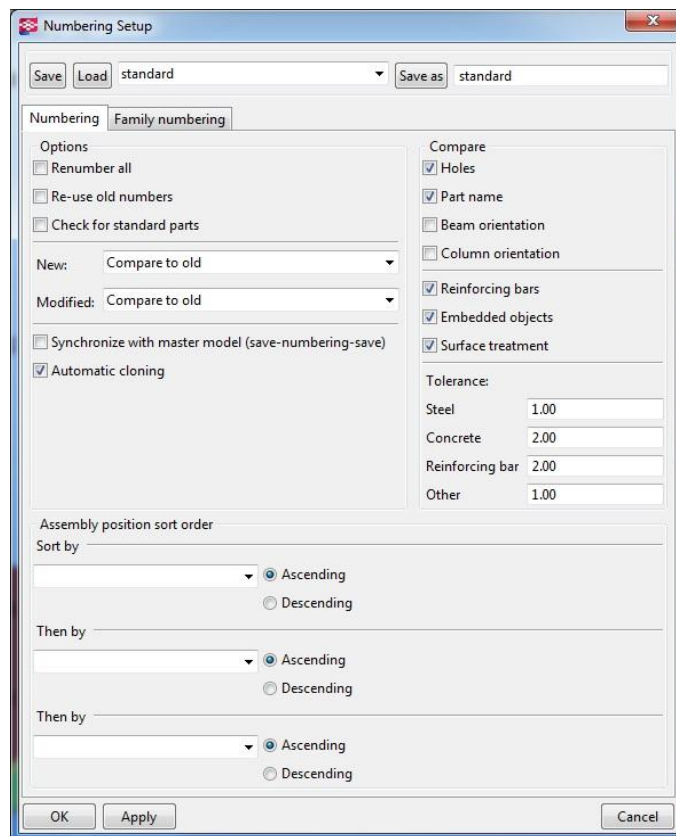 Numbering Setup
Save Load standard Save as standard
Numbering Family numbering
Options
Renumber all
Re-use old numbers
Check for standard parts
New: Compare to old
Modified: Compare to old
Synchronize with master model (save-numbering-save)
Automatic cloning
Compare
Holes
Part name
Beam orientation
Column orientation
Reinforcing bars
Embedded objects
Surface treatment
Tolerance:
Steel 1.00
Concrete 2.00
Reinforcing bar 2.00
Other 1.00
Assembly position sort order
Sort by
Ascending
Descending
Then by
Ascending
Descending
Then by
Ascending
Descending
OK Apply Cancel